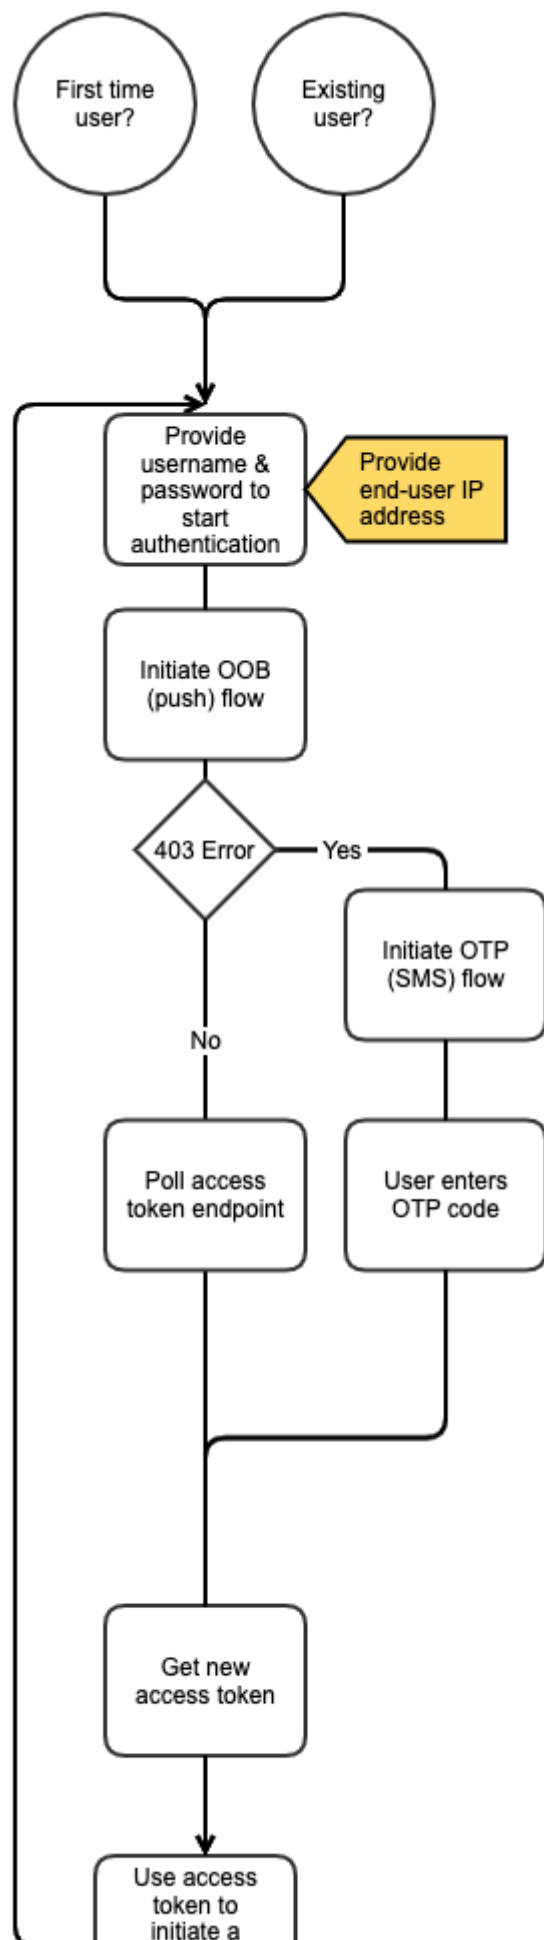 First time
user?
Existing
user?
Provide
username &
password to
start
authentication
Provide
end-user IP
address
Initiate OOB
(push) flow
403 Error
Yes
Initiate OTP
(SMS) flow
No
Poll access
token endpoint
User enters
OTP code
Get new
access token
Use access
token to
initiate a